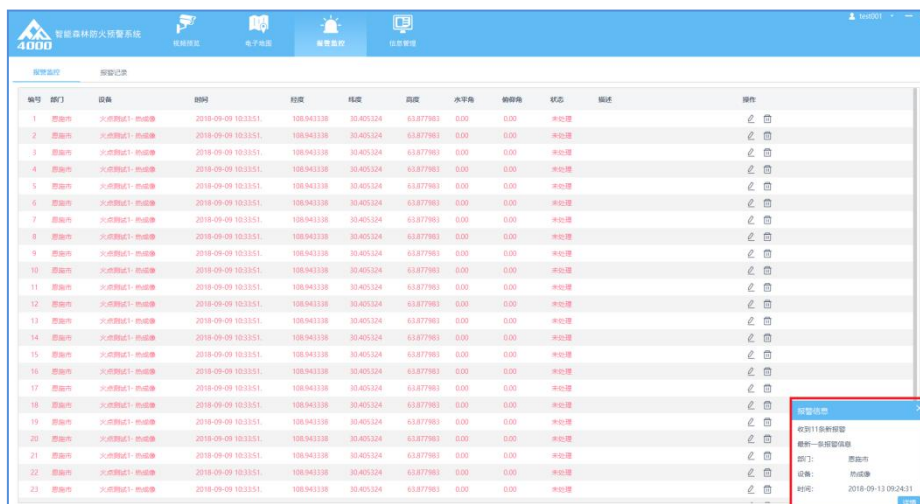 4000 智能森林防火预警系统 视频预览 电子地图 报警监控 信息管理 test001
报警监控 报警记录
编号 部门 设备 时间 经度 纬度 高度 水平角 俯仰角 状态 描述 操作
1 恩施市 火点测试1-热成像 2018-09-09 10:33:51. 108.943338 30.405324 63.877983 0.00 0.00 未处理
2 恩施市 火点测试1-热成像 2018-09-09 10:33:51. 108.943338 30.405324 63.877983 0.00 0.00 未处理
3 恩施市 火点测试1-热成像 2018-09-09 10:33:51. 108.943338 30.405324 63.877983 0.00 0.00 未处理
4 恩施市 火点测试1-热成像 2018-09-09 10:33:51. 108.943338 30.405324 63.877983 0.00 0.00 未处理
5 恩施市 火点测试1-热成像 2018-09-09 10:33:51. 108.943338 30.405324 63.877983 0.00 0.00 未处理
6 恩施市 火点测试1-热成像 2018-09-09 10:33:51. 108.943338 30.405324 63.877983 0.00 0.00 未处理
7 恩施市 火点测试1-热成像 2018-09-09 10:33:51. 108.943338 30.405324 63.877983 0.00 0.00 未处理
8 恩施市 火点测试1-热成像 2018-09-09 10:33:51. 108.943338 30.405324 63.877983 0.00 0.00 未处理
9 恩施市 火点测试1-热成像 2018-09-09 10:33:51. 108.943338 30.405324 63.877983 0.00 0.00 未处理
10 恩施市 火点测试1-热成像 2018-09-09 10:33:51. 108.943338 30.405324 63.877983 0.00 0.00 未处理
11 恩施市 火点测试1-热成像 2018-09-09 10:33:51. 108.943338 30.405324 63.877983 0.00 0.00 未处理
12 恩施市 火点测试1-热成像 2018-09-09 10:33:51. 108.943338 30.405324 63.877983 0.00 0.00 未处理
13 恩施市 火点测试1-热成像 2018-09-09 10:33:51. 108.943338 30.405324 63.877983 0.00 0.00 未处理
14 恩施市 火点测试1-热成像 2018-09-09 10:33:51. 108.943338 30.405324 63.877983 0.00 0.00 未处理
15 恩施市 火点测试1-热成像 2018-09-09 10:33:51. 108.943338 30.405324 63.877983 0.00 0.00 未处理
16 恩施市 火点测试1-热成像 2018-09-09 10:33:51. 108.943338 30.405324 63.877983 0.00 0.00 未处理
17 恩施市 火点测试1-热成像 2018-09-09 10:33:51. 108.943338 30.405324 63.877983 0.00 0.00 未处理
18 恩施市 火点测试1-热成像 2018-09-09 10:33:51. 108.943338 30.405324 63.877983 0.00 0.00 未处理
19 恩施市 火点测试1-热成像 2018-09-09 10:33:51. 108.943338 30.405324 63.877983 0.00 0.00 未处理
20 恩施市 火点测试1-热成像 2018-09-09 10:33:51. 108.943338 30.405324 63.877983 0.00 0.00 未处理
21 恩施市 火点测试1-热成像 2018-09-09 10:33:51. 108.943338 30.405324 63.877983 0.00 0.00 未处理
22 恩施市 火点测试1-热成像 2018-09-09 10:33:51. 108.943338 30.405324 63.877983 0.00 0.00 未处理
23 恩施市 火点测试1-热成像 2018-09-09 10:33:51. 108.943338 30.405324 63.877983 0.00 0.00 未处理
报警信息
收到11条新报警
最新一条报警信息
部门: 恩施市
设备: 热成像
时间: 2018-09-13 09:24:31
详情